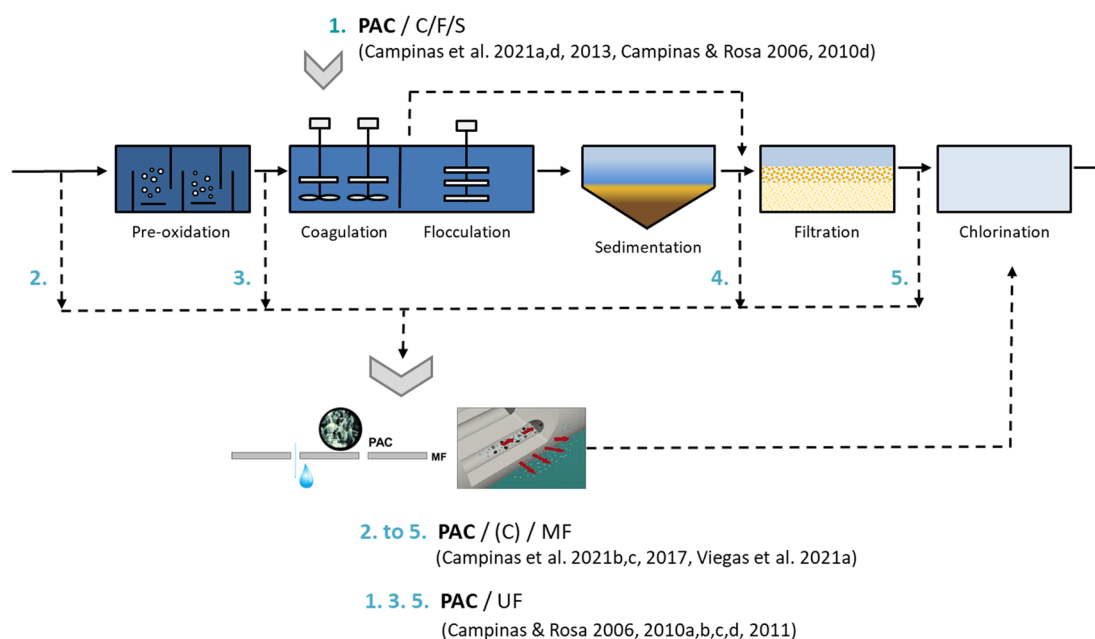 1. PAC / C/F/S
(Campinas et al. 2021a,d, 2013, Campinas & Rosa 2006, 2010d)
Pre-oxidation
Coagulation
Flocculation
Sedimentation
Filtration
Chlorination
2.
3.
4.
5.
PAC
MF
2. to 5. PAC / (C) / MF
(Campinas et al. 2021b,c, 2017, Viegas et al. 2021a)
1. 3. 5. PAC / UF
(Campinas & Rosa 2006, 2010a,b,c,d, 2011)